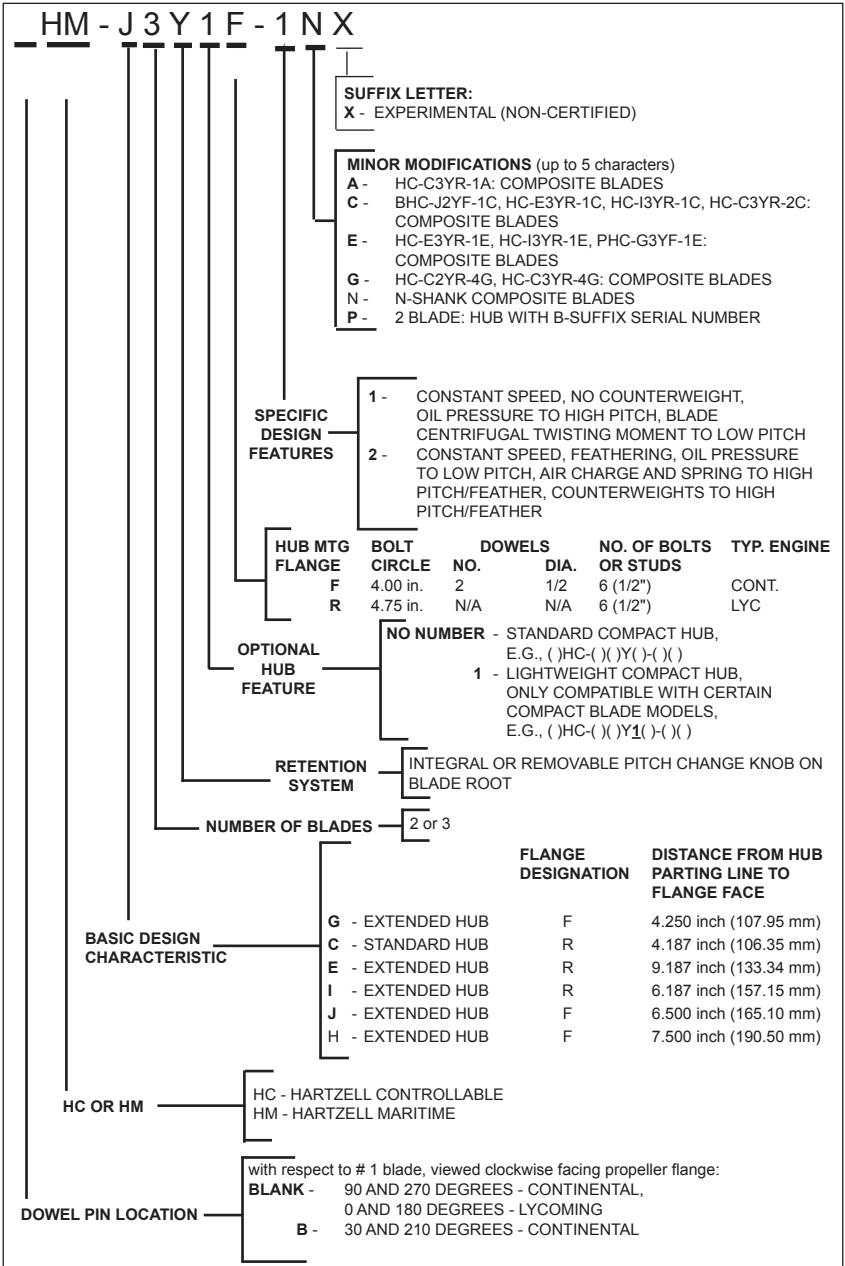 _ HM - J 3 Y 1 F - 1 N X
SUFFIX LETTER:
X - EXPERIMENTAL (NON-CERTIFIED)
MINOR MODIFICATIONS (up to 5 characters)
A - HC-C3YR-1A: COMPOSITE BLADES
C - BHC-J2YF-1C, HC-E3YR-1C, HC-I3YR-1C, HC-C3YR-2C:
COMPOSITE BLADES
E - HC-E3YR-1E, HC-I3YR-1E, PHC-G3YF-1E:
COMPOSITE BLADES
G - HC-C2YR-4G, HC-C3YR-4G: COMPOSITE BLADES
N - N-SHANK COMPOSITE BLADES
P - 2 BLADE: HUB WITH B-SUFFIX SERIAL NUMBER
SPECIFIC
DESIGN
FEATURES
1 - CONSTANT SPEED, NO COUNTERWEIGHT,
OIL PRESSURE TO HIGH PITCH, BLADE
CENTRIFUGAL TWISTING MOMENT TO LOW PITCH
2 - CONSTANT SPEED, FEATHERING, OIL PRESSURE
TO LOW PITCH, AIR CHARGE AND SPRING TO HIGH
PITCH/FEATHER, COUNTERWEIGHTS TO HIGH
PITCH/FEATHER
HUB MTG BOLT DOWELS NO. OF BOLTS TYP. ENGINE
FLANGE CIRCLE NO. DIA. OR STUDS
F 4.00 in. 2 1/2 6 (1/2") CONT.
R 4.75 in. N/A N/A 6 (1/2") LYC
OPTIONAL
HUB
FEATURE
NO NUMBER - STANDARD COMPACT HUB,
E.G., ( )HC-( )( )Y( )-( )( )
1 - LIGHTWEIGHT COMPACT HUB,
ONLY COMPATIBLE WITH CERTAIN
COMPACT BLADE MODELS,
E.G., ( )HC-( )( )Y1( )-( )( )
RETENTION
SYSTEM
INTEGRAL OR REMOVABLE PITCH CHANGE KNOB ON
BLADE ROOT
NUMBER OF BLADES
2 or 3
BASIC DESIGN
CHARACTERISTIC
FLANGE DISTANCE FROM HUB
DESIGNATION PARTING LINE TO
FLANGE FACE
G - EXTENDED HUB F 4.250 inch (107.95 mm)
C - STANDARD HUB R 4.187 inch (106.35 mm)
E - EXTENDED HUB R 9.187 inch (133.34 mm)
I - EXTENDED HUB R 6.187 inch (157.15 mm)
J - EXTENDED HUB F 6.500 inch (165.10 mm)
H - EXTENDED HUB F 7.500 inch (190.50 mm)
HC OR HM
HC - HARTZELL CONTROLLABLE
HM - HARTZELL MARITIME
DOWEL PIN LOCATION
with respect to # 1 blade, viewed clockwise facing propeller flange:
BLANK - 90 AND 270 DEGREES - CONTINENTAL,
0 AND 180 DEGREES - LYCOMING
B - 30 AND 210 DEGREES - CONTINENTAL